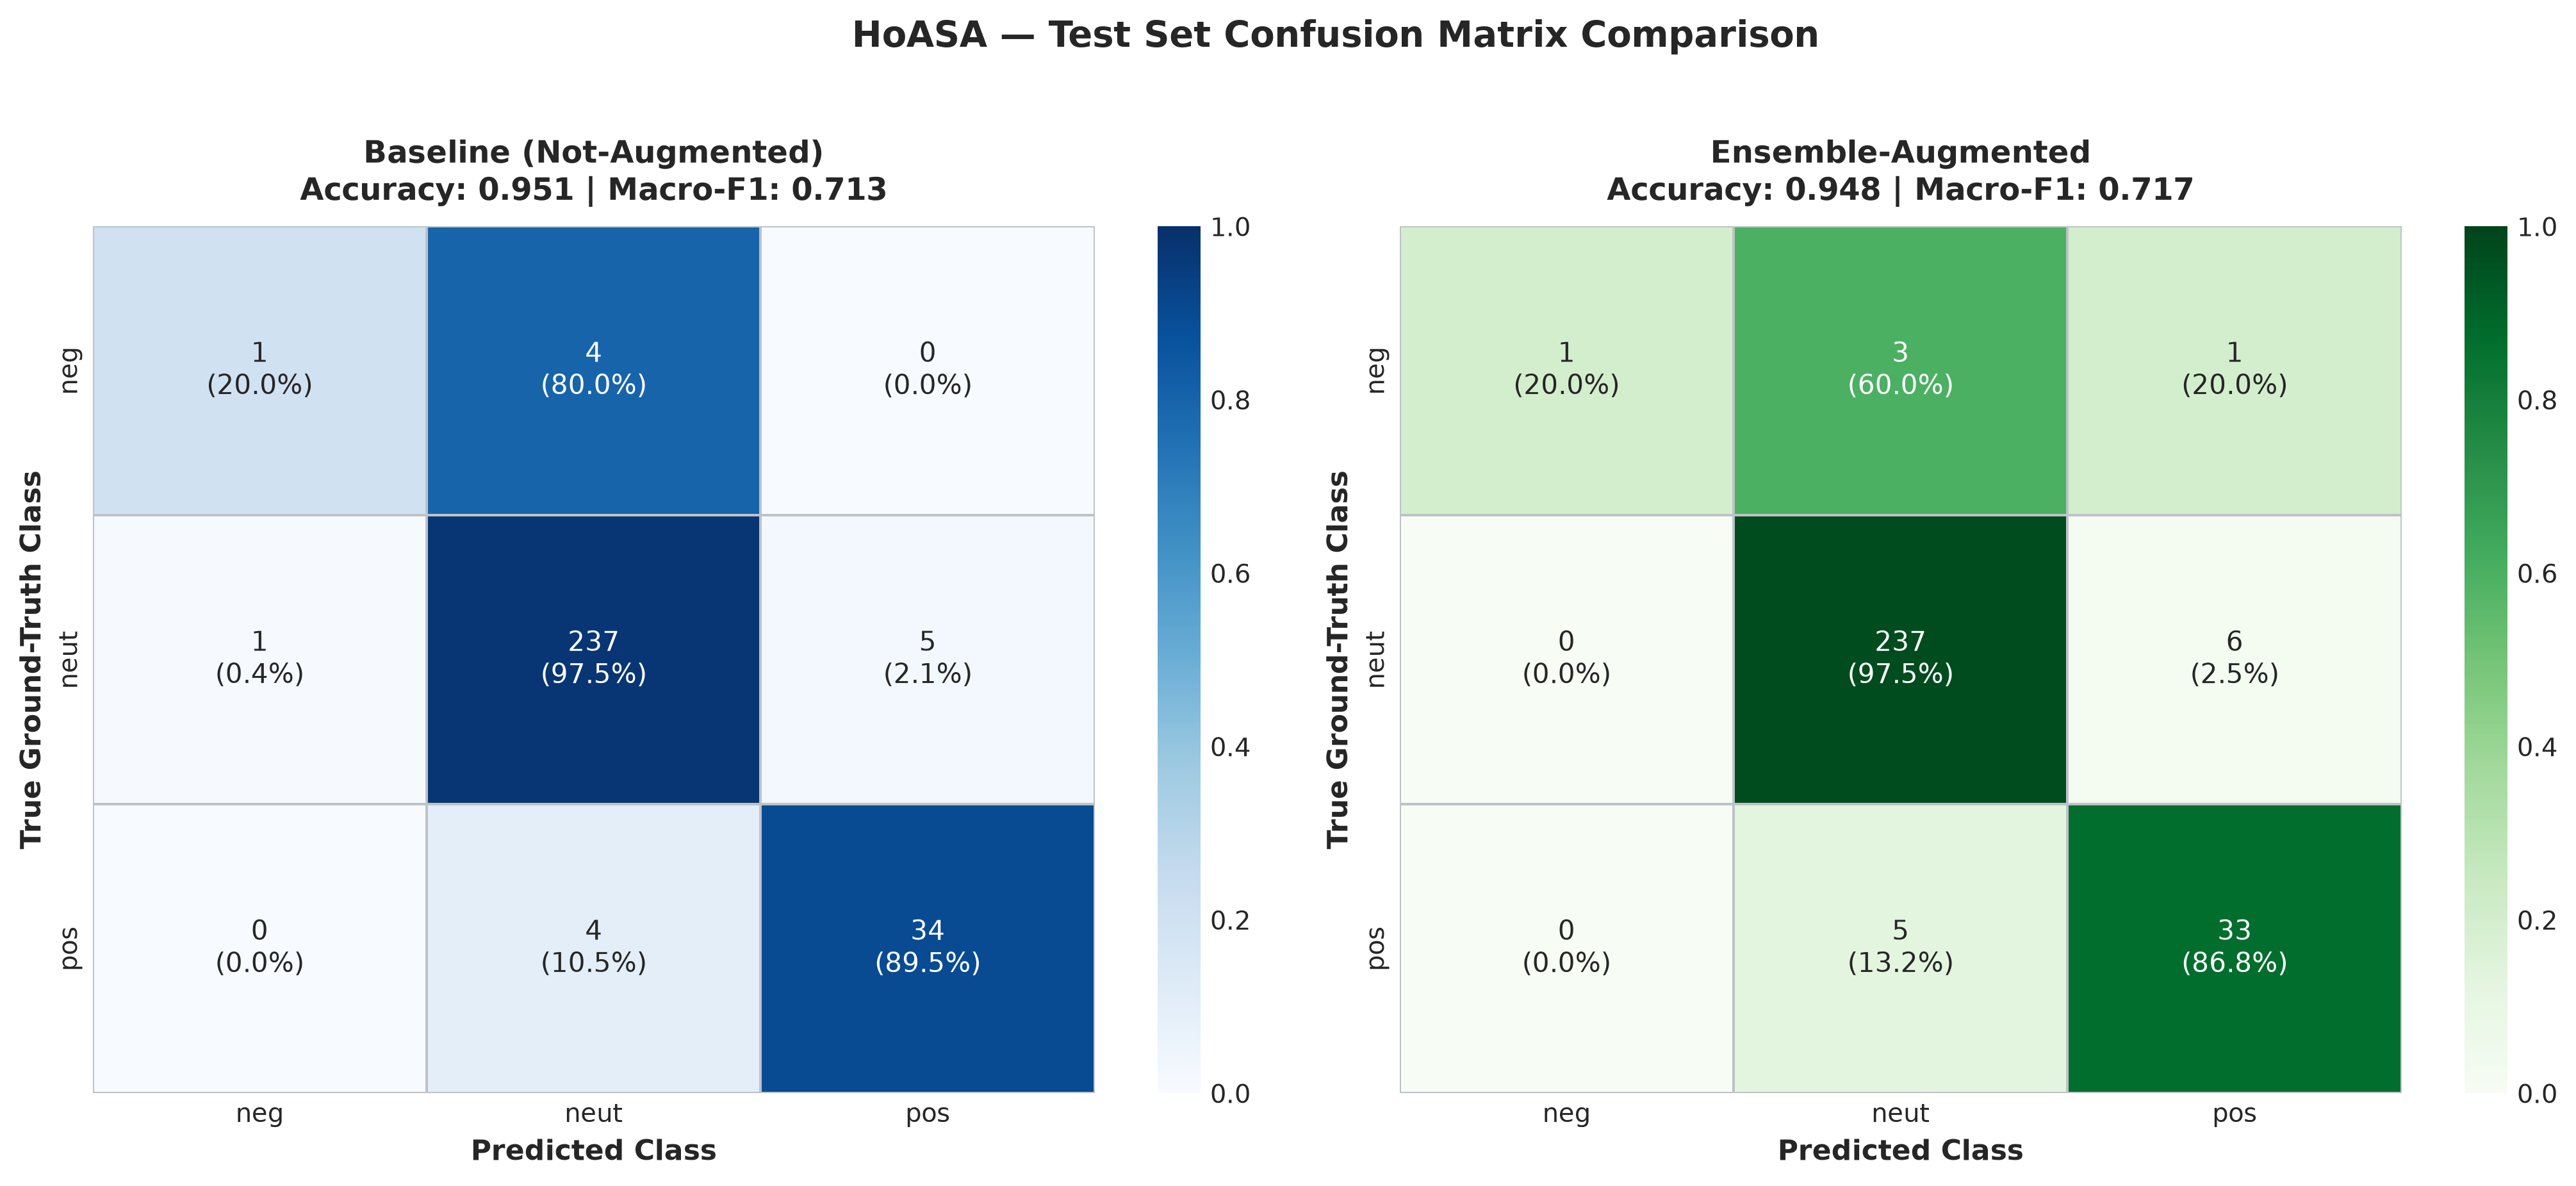 HoASA — Test Set Confusion Matrix Comparison
Baseline (Not-Augmented)
Accuracy: 0.951 | Macro-F1: 0.713
True Ground-Truth Class
neg
neut
pos
1
(20.0%)
4
(80.0%)
0
(0.0%)
1
(0.4%)
237
(97.5%)
5
(2.1%)
0
(0.0%)
4
(10.5%)
34
(89.5%)
neg
neut
pos
Predicted Class
1.0
0.8
0.6
0.4
0.2
0.0
Ensemble-Augmented
Accuracy: 0.948 | Macro-F1: 0.717
True Ground-Truth Class
neg
neut
pos
1
(20.0%)
3
(60.0%)
1
(20.0%)
0
(0.0%)
237
(97.5%)
6
(2.5%)
0
(0.0%)
5
(13.2%)
33
(86.8%)
neg
neut
pos
Predicted Class
1.0
0.8
0.6
0.4
0.2
0.0